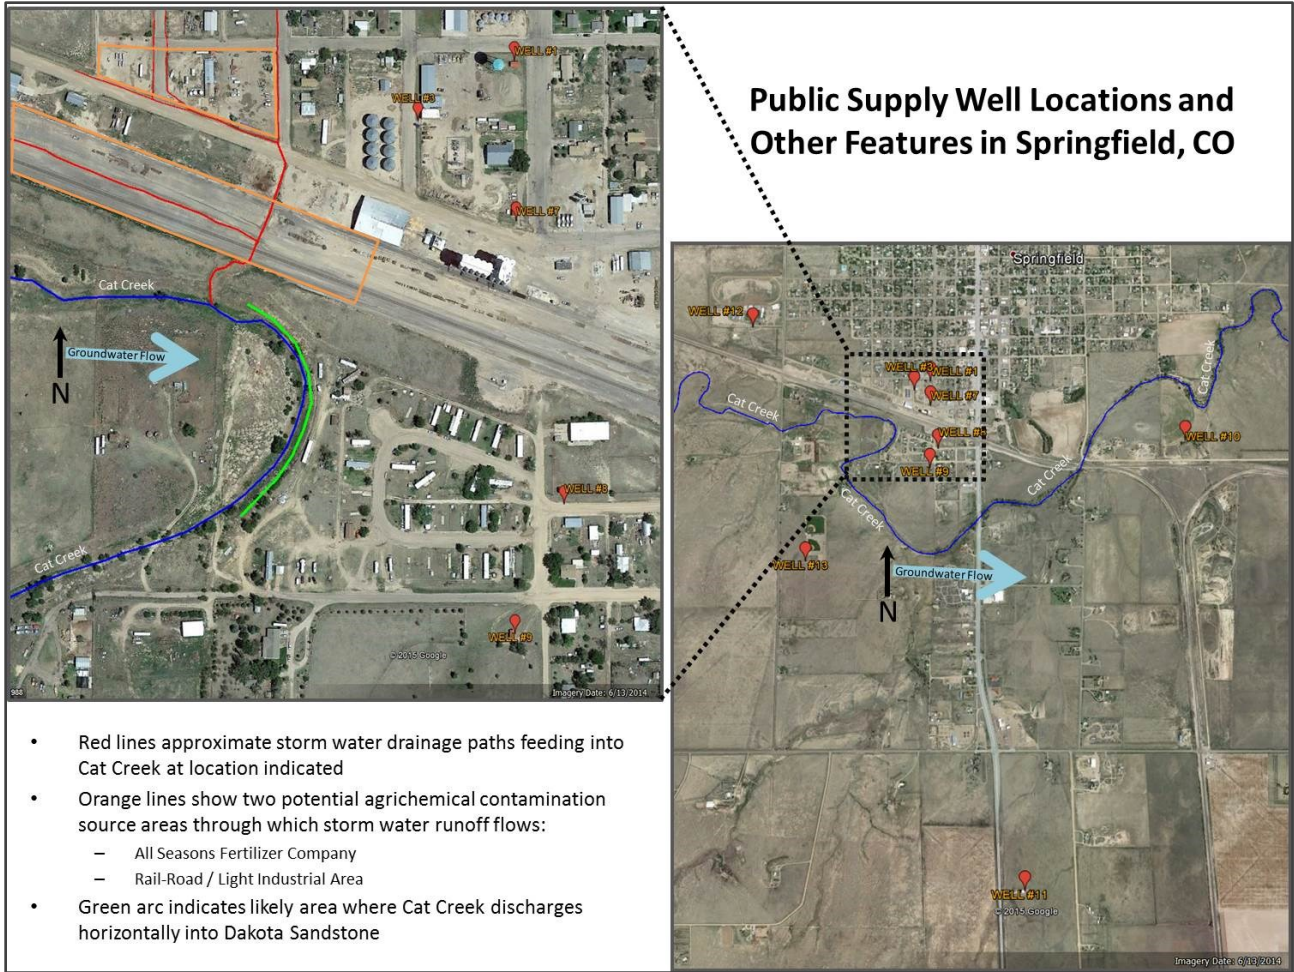 Public Supply Well Locations and
Other Features in Springfield, CO
WELL #1
WELL #3
WELL #7
Cat Creek
Groundwater Flow
N
Cat Creek
WELL #8
WELL #9
© 2015 Google
988
Imagery Date: 6/13/2014
Springfield
WELL #12
WELL #3
WELL #1
WELL #7
Cat Creek
Cat Creek
WELL #10
WELL #9
Cat Creek
Cat Creek
WELL #13
Groundwater Flow
N
WELL #11
© 2015 Google
Imagery Date: 6/13/2014
• Red lines approximate storm water drainage paths feeding into
Cat Creek at location indicated
• Orange lines show two potential agrichemical contamination
source areas through which storm water runoff flows:
– All Seasons Fertilizer Company
– Rail-Road / Light Industrial Area
• Green arc indicates likely area where Cat Creek discharges
horizontally into Dakota Sandstone